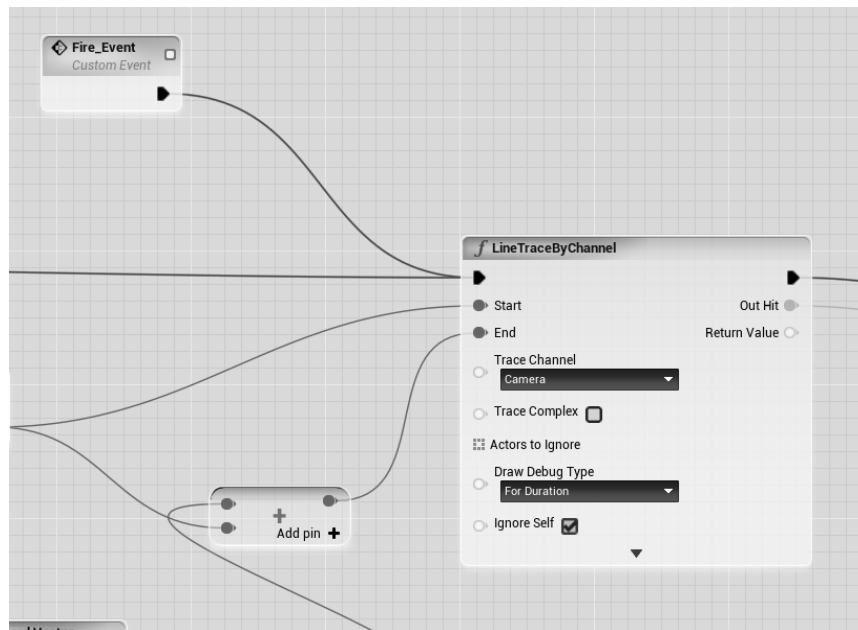 Fire_Event
Custom Event
f LineTraceByChannel
Start
Out Hit
End
Return Value
Trace Channel
Camera
Trace Complex
Actors to Ignore
Draw Debug Type
For Duration
Ignore Self
+
Add pin +